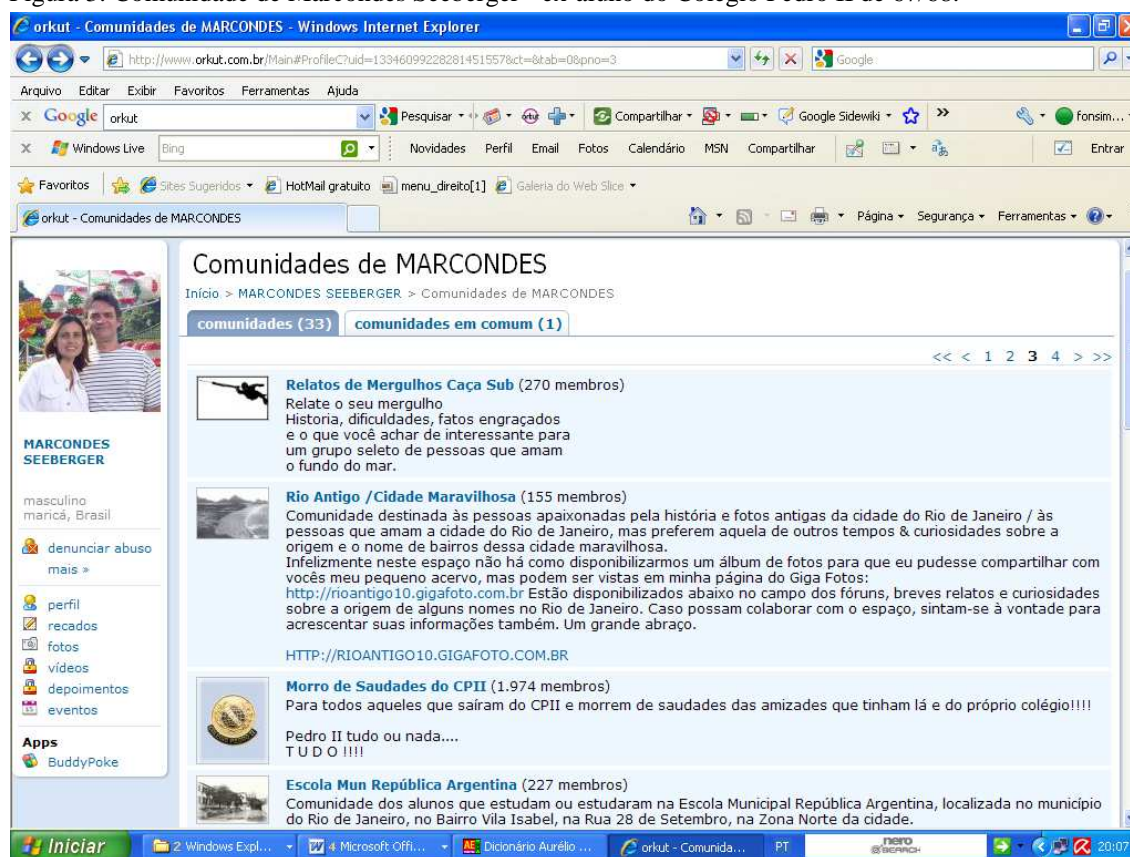 Figura 3: Comunidade de Marcondes Seeberger - ex-aluno do Colégio Pedro II de
orkut - Comunidades de MARCONDES - Windows Internet Explorer
http://www.orkut.com.br/Main#ProfileC?uid=13346099228281451557&ct=&tab=0&pno=3
Google
Arquivo Editar Exibir Favoritos Ferramentas Ajuda
x Google orkut Pesquisar Compartilhar Google Sidewiki >> fonsim...
x Windows Live Bing Novidades Perfil Email Fotos Calendário MSN Compartilhar Entrar
Favoritos Sites Sugeridos HotMail gratuito menu_direito[1] Galeria do Web Slice
orkut - Comunidades de MARCONDES Página Segurança Ferramentas
Comunidades de MARCONDES
Início > MARCONDES SEEBERGER > Comunidades de MARCONDES
comunidades (33) comunidades em comum (1)
<< < 1 2 3 4 > >>
MARCONDES
SEEBERGER
masculino
maricá, Brasil
denunciar abuso
mais »
perfil
recados
fotos
vídeos
depoimentos
eventos
Apps
BuddyPoke
Relatos de Mergulhos Caça Sub (270 membros)
Relate o seu mergulho
Historia, dificuldades, fatos engraçados
e o que você achar de interessante para
um grupo seleto de pessoas que amam
o fundo do mar.
Rio Antigo /Cidade Maravilhosa (155 membros)
Comunidade destinada às pessoas apaixonadas pela história e fotos antigas da cidade do Rio de Janeiro / às
pessoas que amam a cidade do Rio de Janeiro, mas preferem aquela de outros tempos & curiosidades sobre a
origem e o nome de bairros dessa cidade maravilhosa.
Infelizmente neste espaço não há como disponibilizarmos um álbum de fotos para que eu pudesse compartilhar com
vocês meu pequeno acervo, mas podem ser vistas em minha página do Giga Fotos:
http://rioantigo10.gigafoto.com.br Estão disponibilizados abaixo no campo dos fóruns, breves relatos e curiosidades
sobre a origem de alguns nomes no Rio de Janeiro. Caso possam colaborar com o espaço, sintam-se à vontade para
acrescentar suas informações também. Um grande abraço.
HTTP://RIOANTIGO10.GIGAFOTO.COM.BR
Morro de Saudades do CPII (1.974 membros)
Para todos aqueles que saíram do CPII e morrem de saudades das amizades que tinham lá e do próprio colégio!!!!
Pedro II tudo ou nada....
T U D O !!!!
Escola Mun República Argentina (227 membros)
Comunidade dos alunos que estudam ou estudaram na Escola Municipal República Argentina, localizada no município
do Rio de Janeiro, no Bairro Vila Isabel, na Rua 28 de Setembro, na Zona Norte da cidade.
Iniciar 2 Windows Expl... 4 Microsoft Offi... Dicionário Aurélio ... orkut - Comunida... PT nero SEARCH 20:07